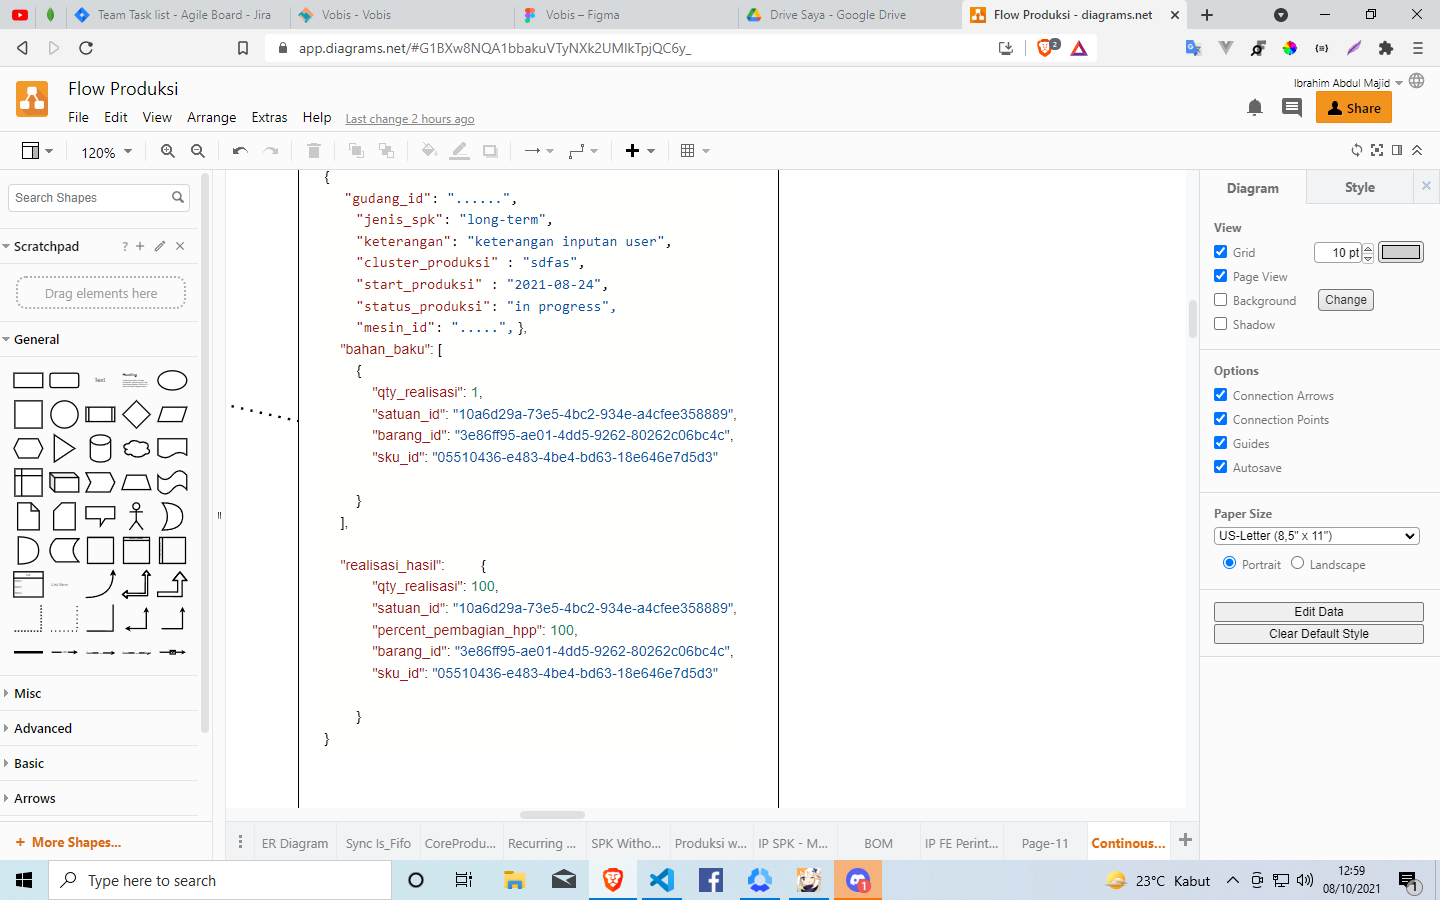 Team Task list - Agile Board - Jira
Vobis - Vobis
Vobis – Figma
Drive Saya - Google Drive
Flow Produksi - diagrams.net
app.diagrams.net/#G1BXw8NQA1bbakuVTyNXk2UMIkTpjQC6y_
2
Flow Produksi
Ibrahim Abdul Majid
File
Edit
View
Arrange
Extras
Help
Last change 2 hours ago
Share
120%
Search Shapes
Scratchpad
?
Drag elements here
General
Text
Heading
Misc
Advanced
Basic
Arrows
+ More Shapes...
{
"gudang_id": "......",
"jenis_spk": "long-term",
"keterangan": "keterangan inputan user",
"cluster_produksi" : "sdfas",
"start_produksi" : "2021-08-24",
"status_produksi": "in progress",
"mesin_id": ".....", },
"bahan_baku": [
{
"qty_realisasi": 1,
"satuan_id": "10a6d29a-73e5-4bc2-934e-a4cfee358889",
"barang_id": "3e86ff95-ae01-4dd5-9262-80262c06bc4c",
"sku_id": "05510436-e483-4be4-bd63-18e646e7d5d3"
}
],
"realisasi_hasil": {
"qty_realisasi": 100,
"satuan_id": "10a6d29a-73e5-4bc2-934e-a4cfee358889",
"percent_pembagian_hpp": 100,
"barang_id": "3e86ff95-ae01-4dd5-9262-80262c06bc4c",
"sku_id": "05510436-e483-4be4-bd63-18e646e7d5d3"
}
}
Diagram
Style
View
Grid
10 pt
Page View
Background
Change
Shadow
Options
Connection Arrows
Connection Points
Guides
Autosave
Paper Size
US-Letter (8,5" x 11")
Portrait
Landscape
Edit Data
Clear Default Style
ER Diagram
Sync Is_Fifo
CoreProdu...
Recurring ...
SPK Witho...
Produksi w...
IP SPK - M...
BOM
IP FE Perint...
Page-11
Continous...
Type here to search
1
23°C Kabut
12:59
08/10/2021
1